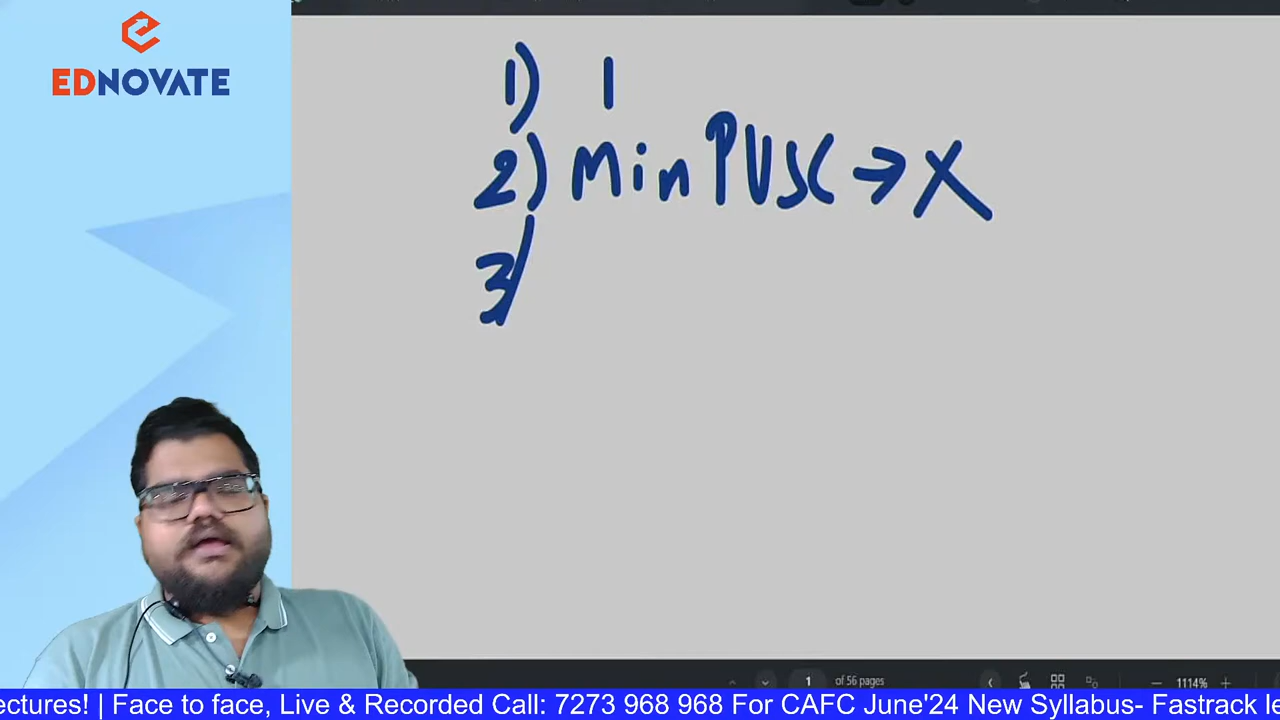 EDNOVATE
1) 1
2) Min PUSC → X
3)
1 of 56 pages
1114%
ectures! | Face to face, Live & Recorded Call: 7273 968 968 For CAFC June'24 New Syllabus- Fastrack le